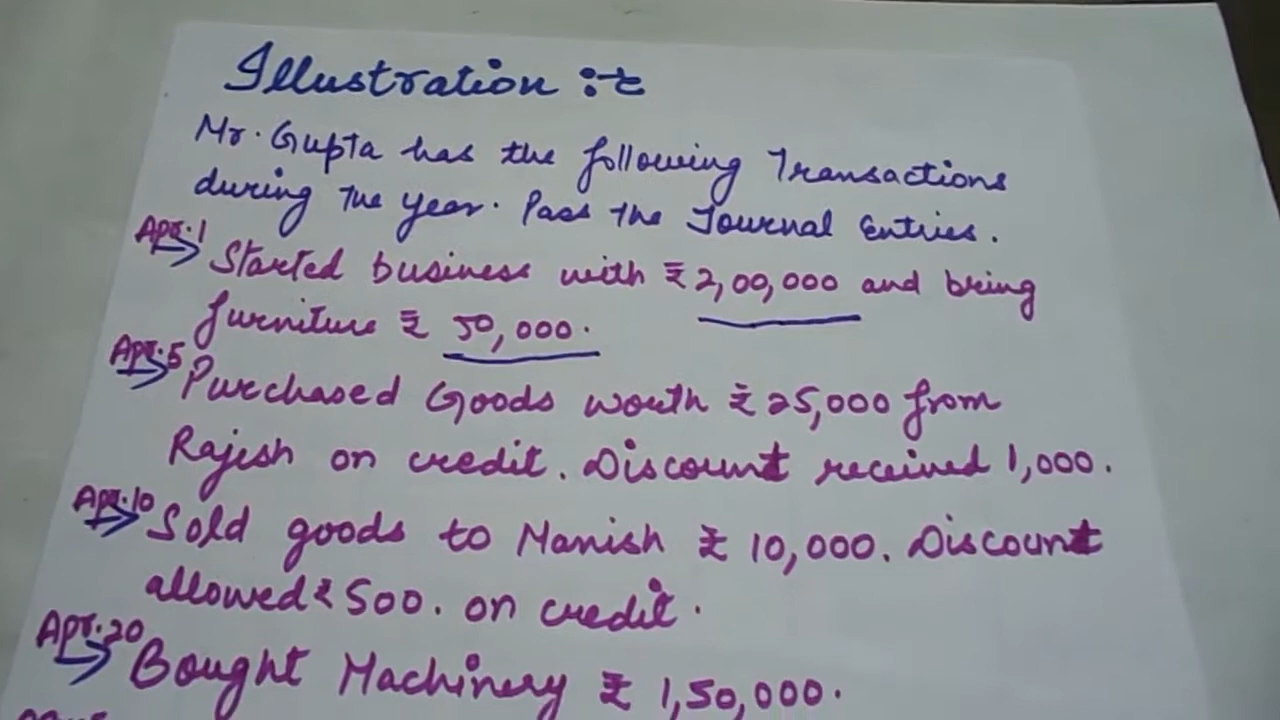 Illustration :-
Mr. Gupta has the following Transactions
during the year. Pass the Journal Entries.
Apr. 1
Started business with ₹2,00,000 and bring
furniture ₹ 50,000.
Apr. 5
Purchased Goods worth ₹25,000 from
Rajesh on credit. Discount received 1,000.
Apr. 10
Sold goods to Manish ₹ 10,000. Discount
allowed ₹500. on credit.
Apr. 20
Bought Machinery ₹ 1,50,000.